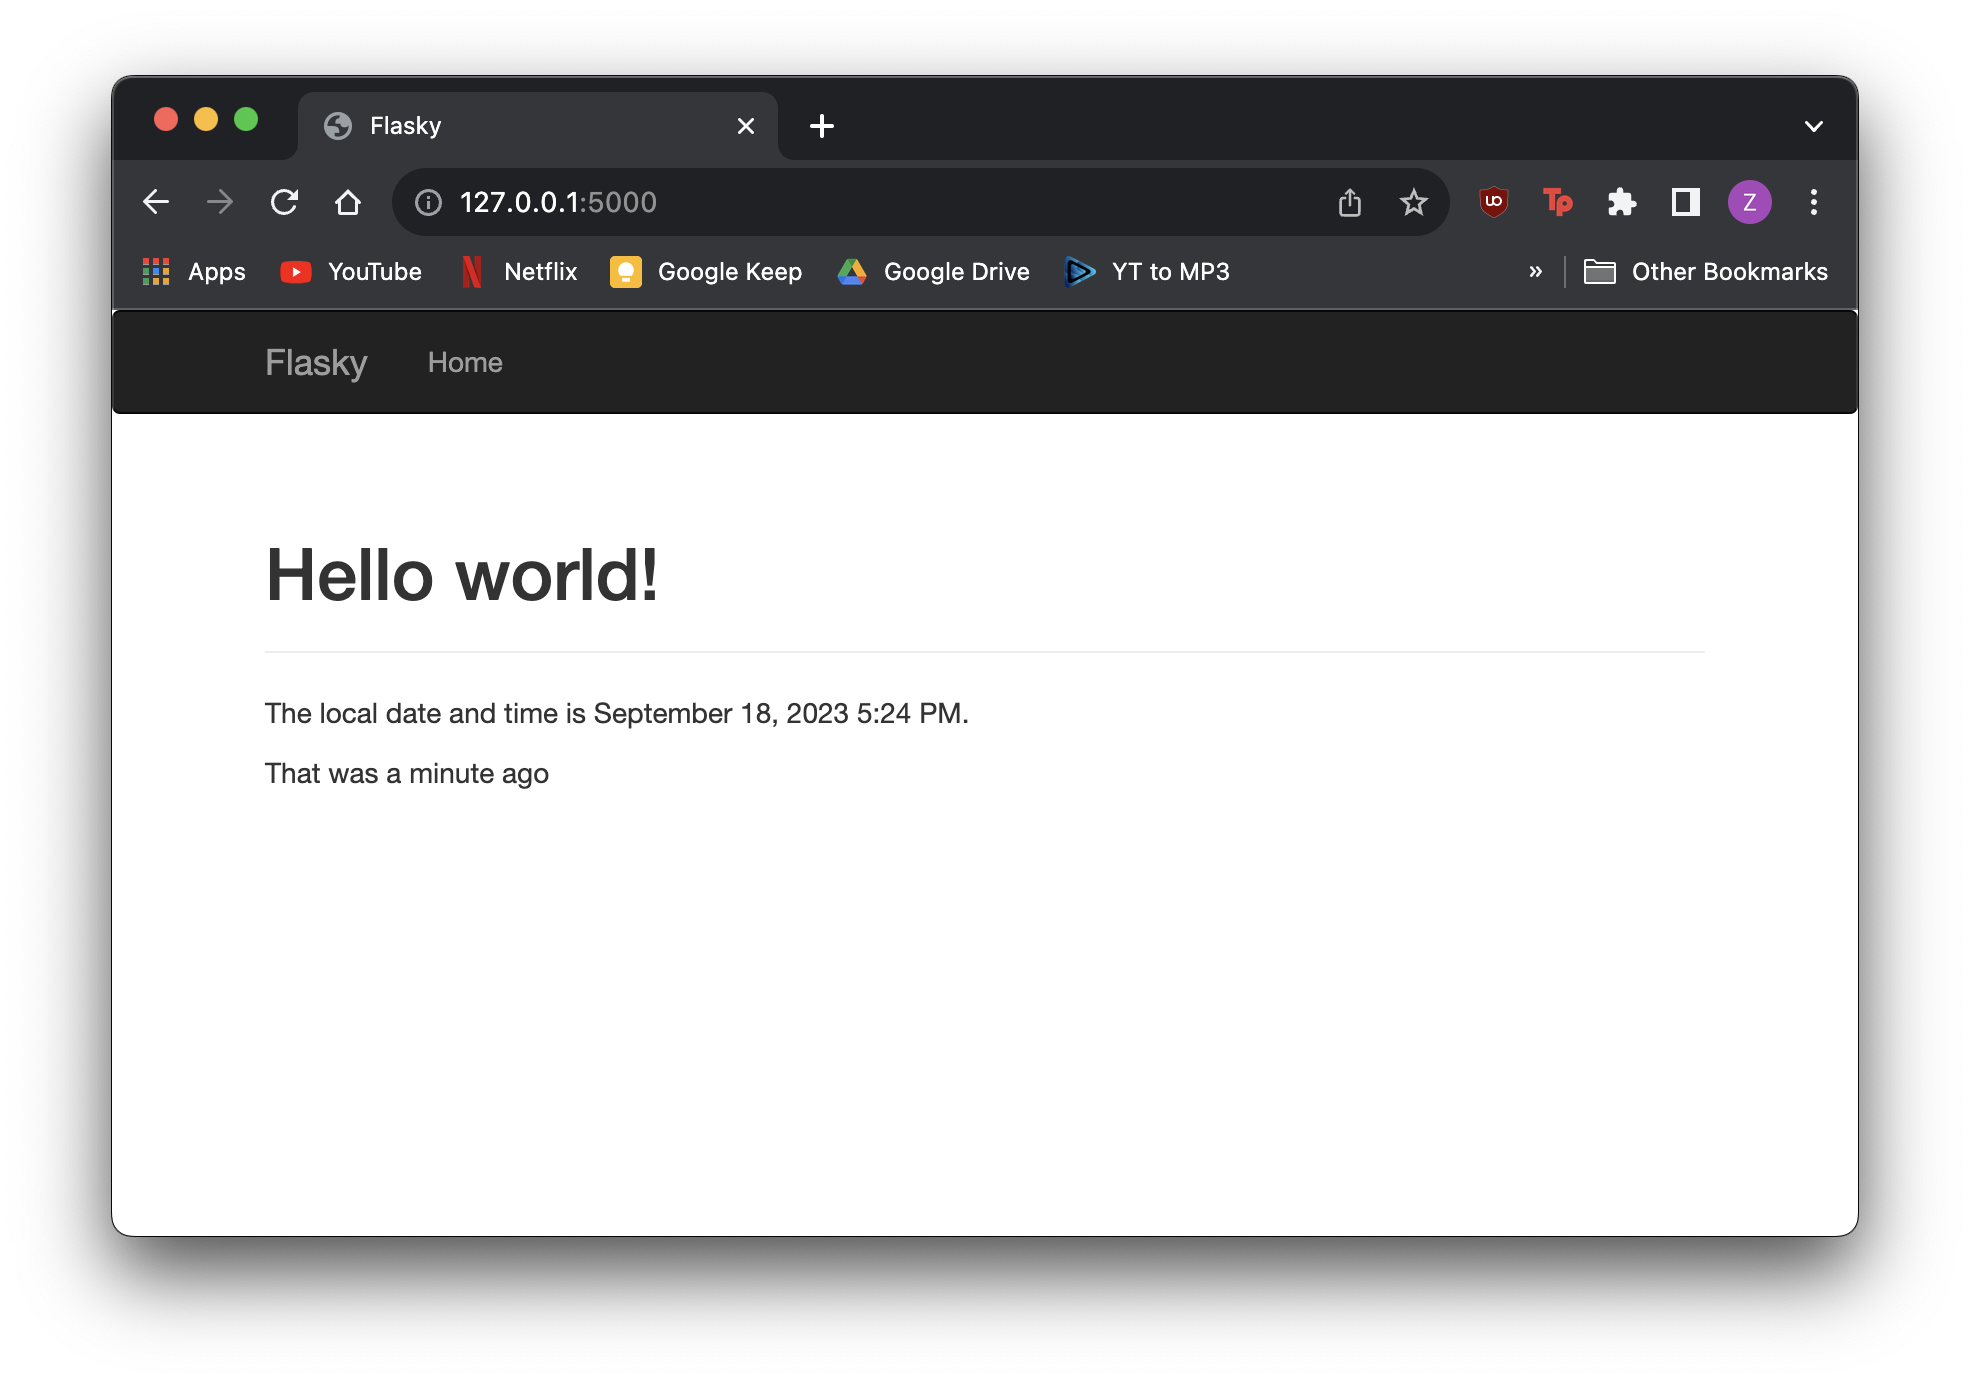 Flasky
127.0.0.1:5000
Tp
Z
Apps YouTube Netflix Google Keep Google Drive YT to MP3 » Other Bookmarks
Flasky Home
Hello world!
The local date and time is September 18, 2023 5:24 PM.
That was a minute ago